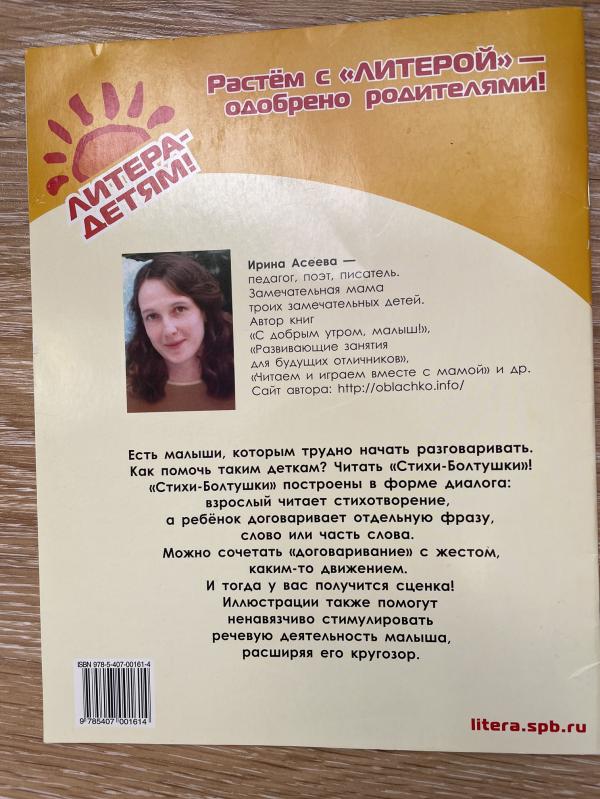 Растём с «ЛИТЕРОЙ» —
одобрено родителями!
ЛИТЕРА-
ДЕТЯМ!
Ирина Асеева —
педагог, поэт, писатель.
Замечательная мама
троих замечательных детей.
Автор книг
«С добрым утром, малыш!»,
«Развивающие занятия
для будущих отличников»,
«Читаем и играем вместе с мамой» и др.
Сайт автора: http://oblachko.info/
Есть малыши, которым трудно начать разговаривать.
Как помочь таким деткам? Читать «Стихи-Болтушки»!
«Стихи-Болтушки» построены в форме диалога:
взрослый читает стихотворение,
а ребёнок договаривает отдельную фразу,
слово или часть слова.
Можно сочетать «договаривание» с жестом,
каким-то движением.
И тогда у вас получится сценка!
Иллюстрации также помогут
ненавязчиво стимулировать
речевую деятельность малыша,
расширяя его кругозор.
ISBN 978-5-407-00161-4
9 785407 001614
litera.spb.ru